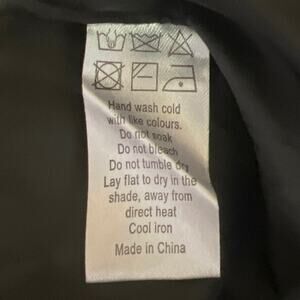 Hand wash cold
with like colours.
Do not soak
Do not bleach
Do not tumble dry
Lay flat to dry in the
shade, away from
direct heat
Cool iron
Made in China